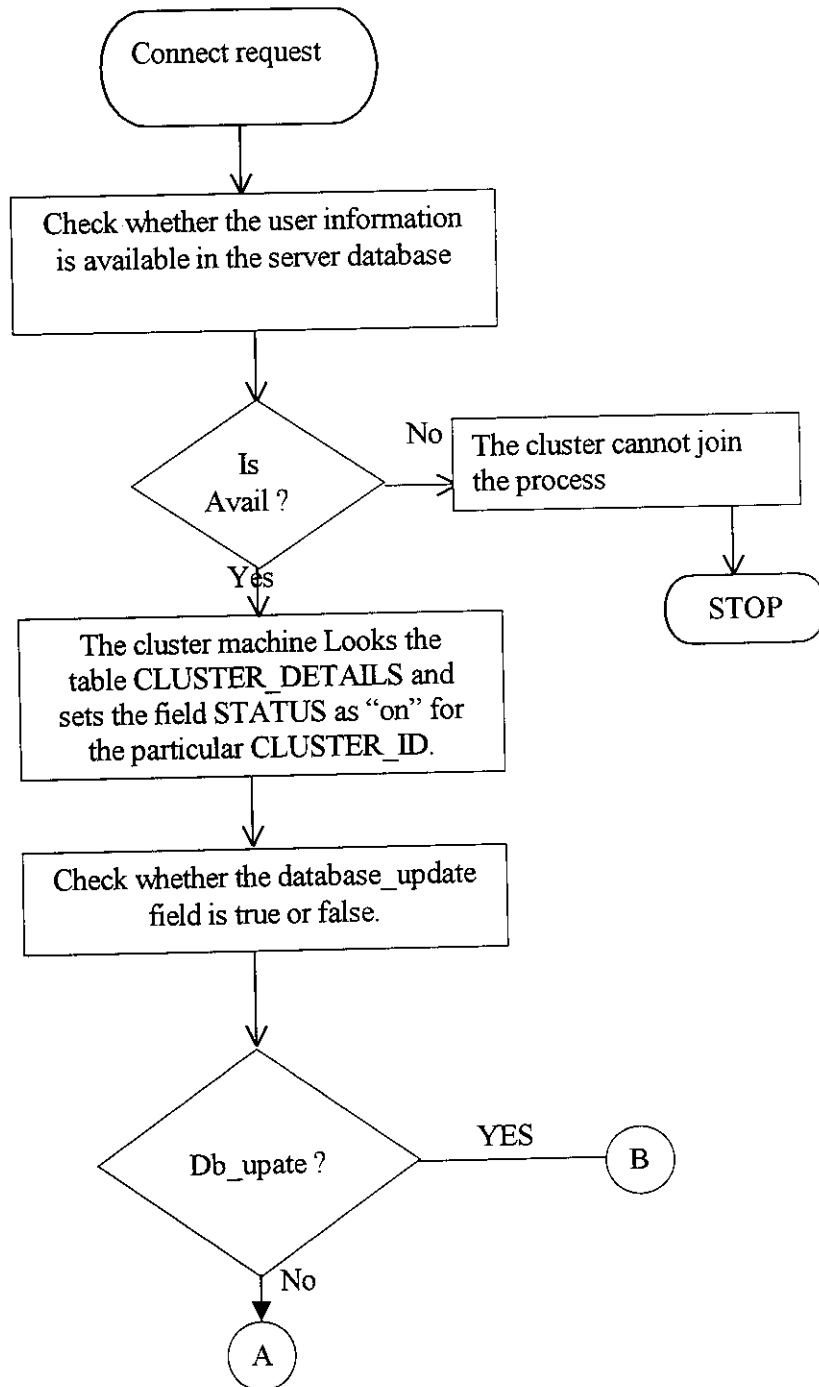 Connect request
Check whether the user information
is available in the server database
Is
Avail ?
No
The cluster cannot join
the process
STOP
Yes
The cluster machine Looks the
table CLUSTER_DETAILS and
sets the field STATUS as “on” for
the particular CLUSTER_ID.
Check whether the database_update
field is true or false.
Db_upate ?
YES
B
No
A